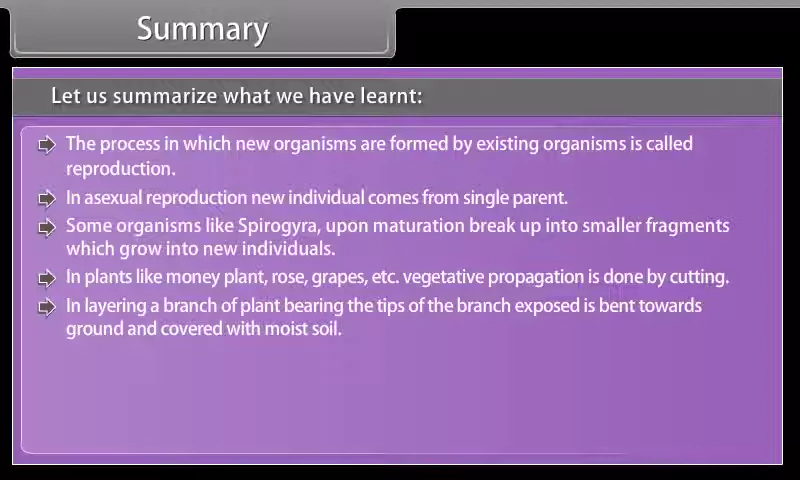 Summary
Let us summarize what we have learnt:
The process in which new organisms are formed by existing organisms is called
reproduction.
In asexual reproduction new individual comes from single parent.
Some organisms like Spirogyra, upon maturation break up into smaller fragments
which grow into new individuals.
In plants like money plant, rose, grapes, etc. vegetative propagation is done by cutting.
In layering a branch of plant bearing the tips of the branch exposed is bent towards
ground and covered with moist soil.